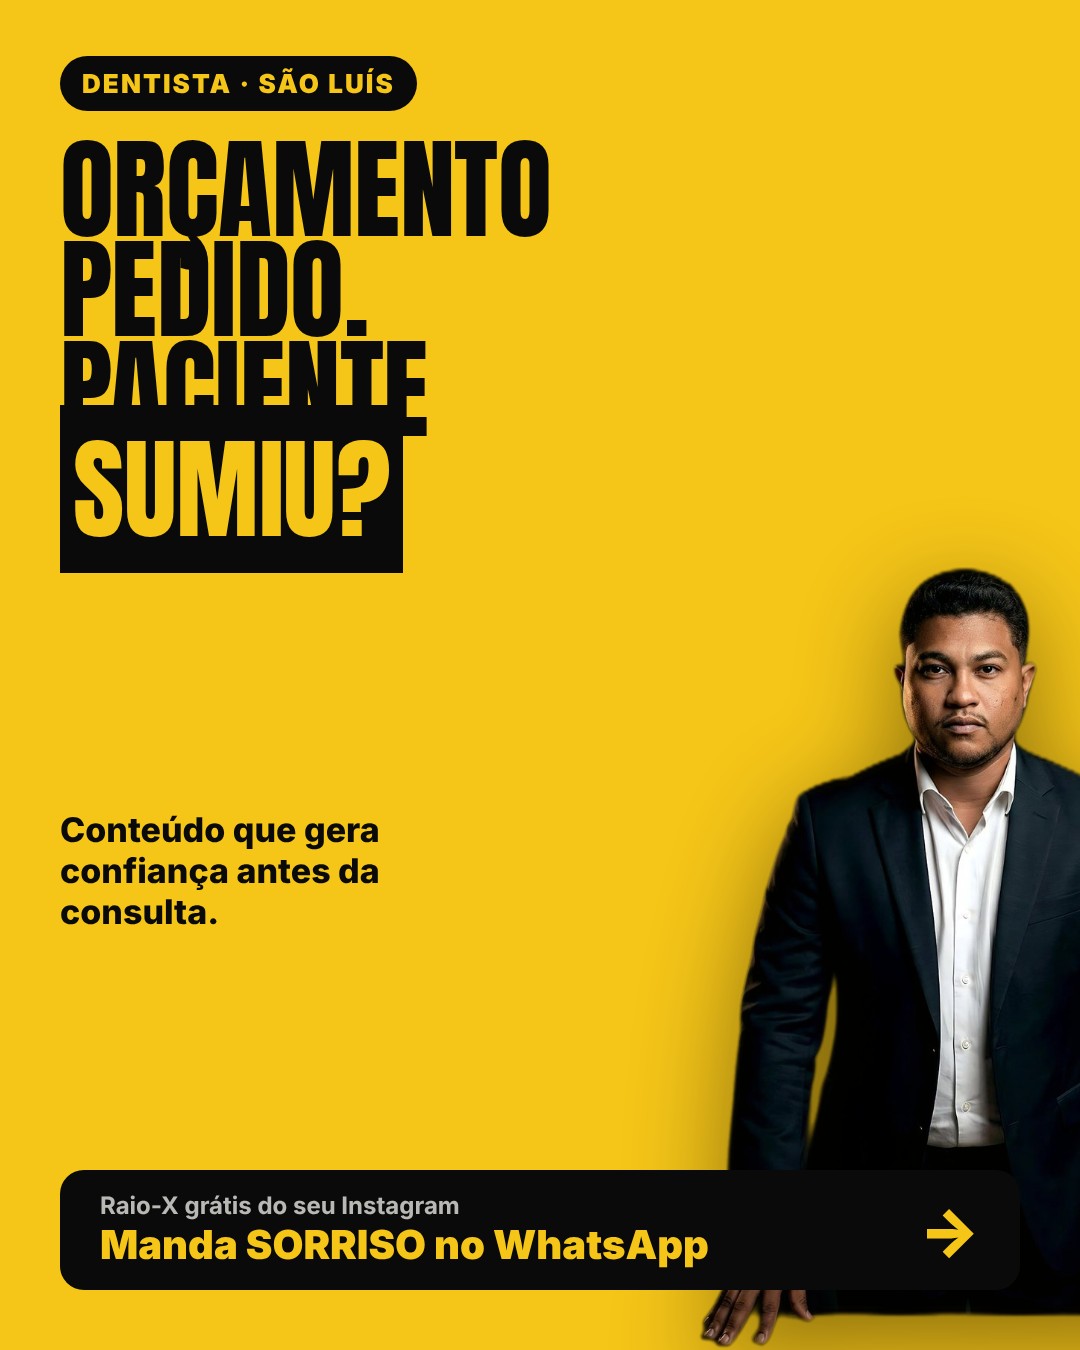 DENTISTA · SÃO LUÍS
ORÇAMENTO
PEDIDO.
PACIENTE
SUMIU?
Conteúdo que gera
confiança antes da
consulta.
Raio-X grátis do seu Instagram
Manda SORRISO no WhatsApp